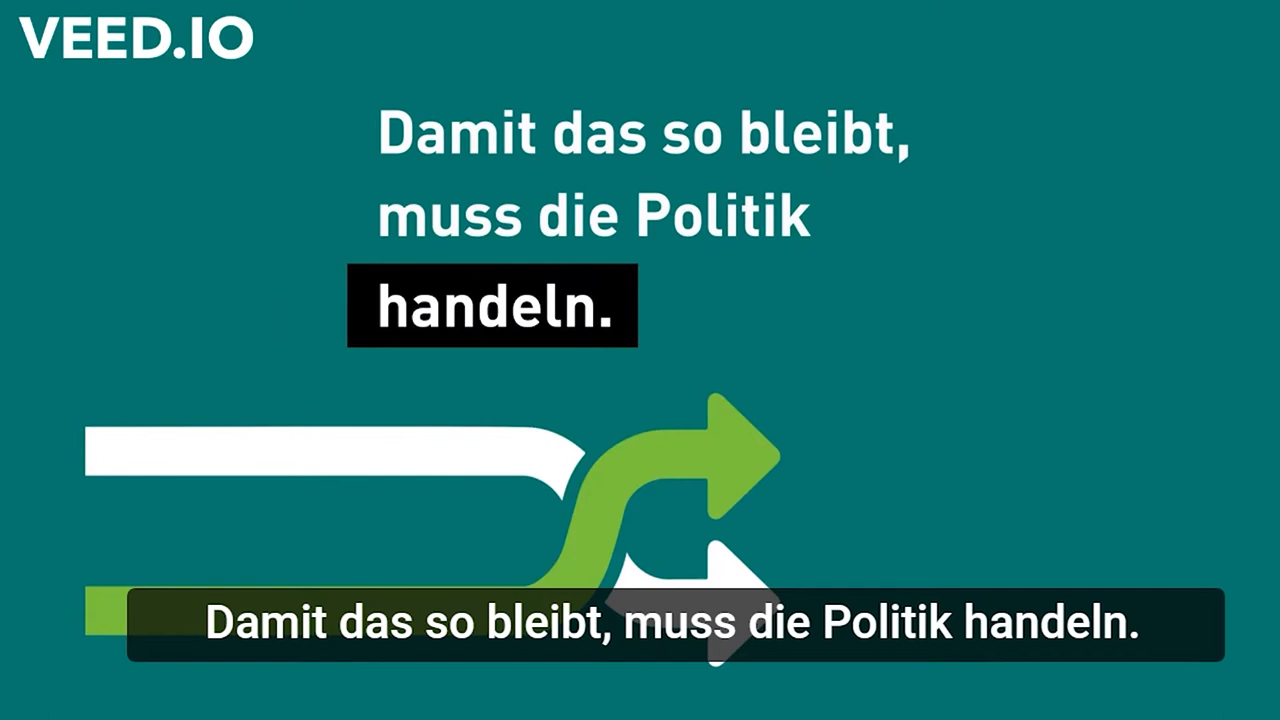 VEED.IO
Damit das so bleibt,
muss die Politik
handeln.
Damit das so bleibt, muss die Politik handeln.